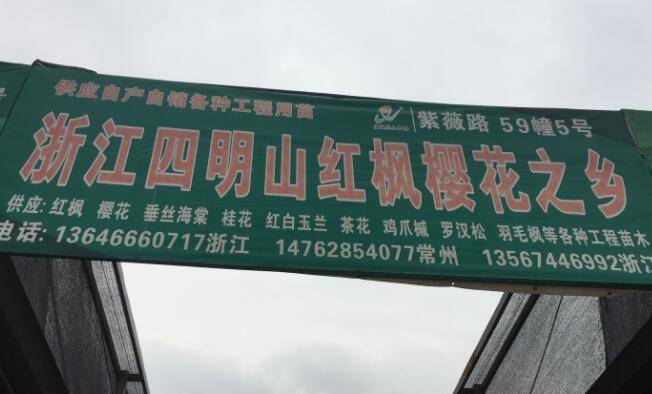 供应自产自销各种工程用苗
紫薇路 59幢5号
浙江四明山红枫樱花之乡
供应: 红枫 樱花 垂丝海棠 桂花 红白玉兰 茶花 鸡爪槭 罗汉松 羽毛枫等各种工程苗木
电话: 13646660717浙江 14762854077常州 13567446992浙江
号